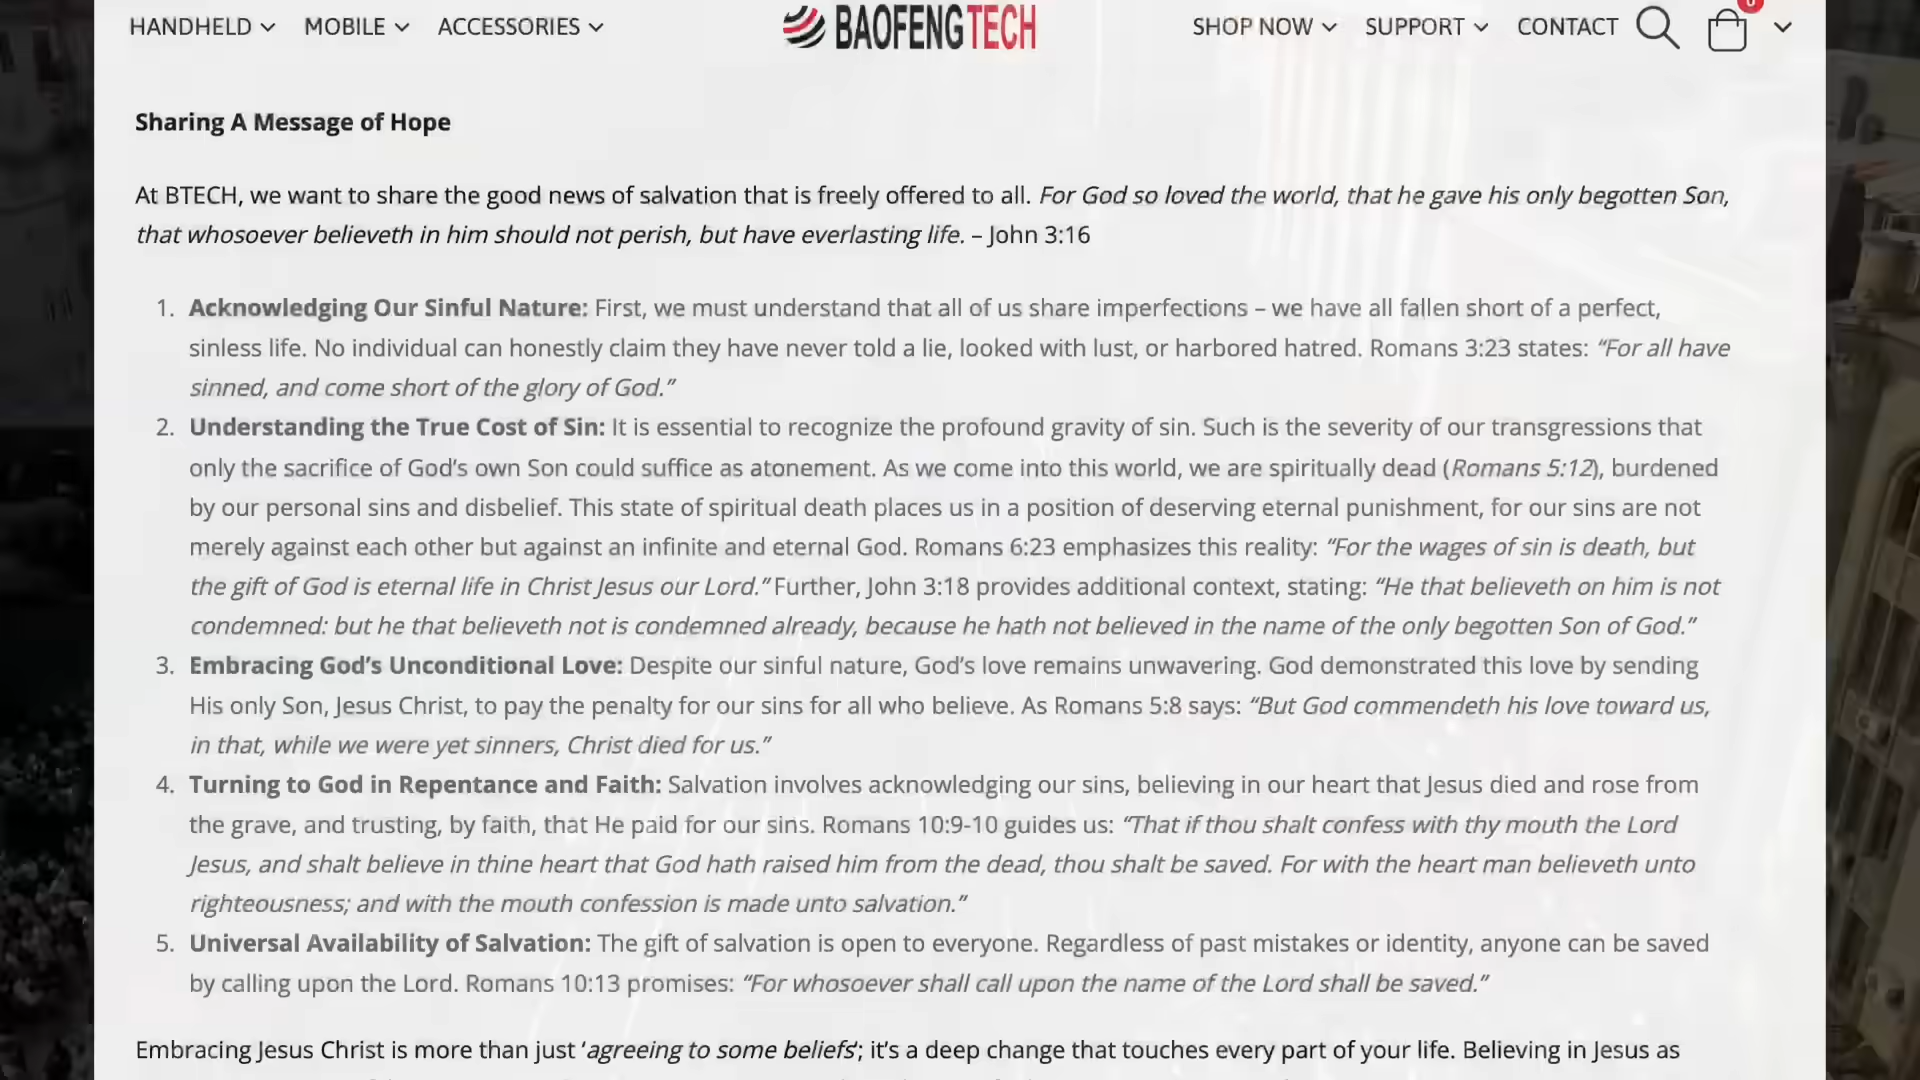 HANDHELD MOBILE ACCESSORIES BAOFENGTECH SHOP NOW SUPPORT CONTACT 0
Sharing A Message of Hope
At BTECH, we want to share the good news of salvation that is freely offered to all. For God so loved the world, that he gave his only begotten Son,
that whosoever believeth in him should not perish, but have everlasting life. – John 3:16
1. Acknowledging Our Sinful Nature: First, we must understand that all of us share imperfections – we have all fallen short of a perfect,
sinless life. No individual can honestly claim they have never told a lie, looked with lust, or harbored hatred. Romans 3:23 states: “For all have
sinned, and come short of the glory of God.”
2. Understanding the True Cost of Sin: It is essential to recognize the profound gravity of sin. Such is the severity of our transgressions that
only the sacrifice of God’s own Son could suffice as atonement. As we come into this world, we are spiritually dead (Romans 5:12), burdened
by our personal sins and disbelief. This state of spiritual death places us in a position of deserving eternal punishment, for our sins are not
merely against each other but against an infinite and eternal God. Romans 6:23 emphasizes this reality: “For the wages of sin is death, but
the gift of God is eternal life in Christ Jesus our Lord.” Further, John 3:18 provides additional context, stating: “He that believeth on him is not
condemned: but he that believeth not is condemned already, because he hath not believed in the name of the only begotten Son of God.”
3. Embracing God’s Unconditional Love: Despite our sinful nature, God’s love remains unwavering. God demonstrated this love by sending
His only Son, Jesus Christ, to pay the penalty for our sins for all who believe. As Romans 5:8 says: “But God commendeth his love toward us,
in that, while we were yet sinners, Christ died for us.”
4. Turning to God in Repentance and Faith: Salvation involves acknowledging our sins, believing in our heart that Jesus died and rose from
the grave, and trusting, by faith, that He paid for our sins. Romans 10:9-10 guides us: “That if thou shalt confess with thy mouth the Lord
Jesus, and shalt believe in thine heart that God hath raised him from the dead, thou shalt be saved. For with the heart man believeth unto
righteousness; and with the mouth confession is made unto salvation.”
5. Universal Availability of Salvation: The gift of salvation is open to everyone. Regardless of past mistakes or identity, anyone can be saved
by calling upon the Lord. Romans 10:13 promises: “For whosoever shall call upon the name of the Lord shall be saved.”
Embracing Jesus Christ is more than just ‘agreeing to some beliefs’; it’s a deep change that touches every part of your life. Believing in Jesus as